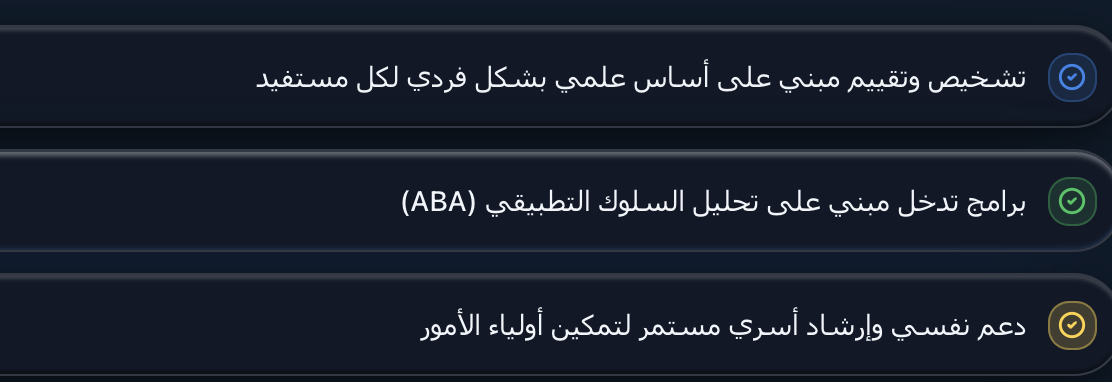 تشخيص وتقييم مبني على أساس علمي بشكل فردي لكل مستفيد
برامج تدخل مبني على تحليل السلوك التطبيقي (ABA)
دعم نفسي وإرشاد أسري مستمر لتمكين أولياء الأمور